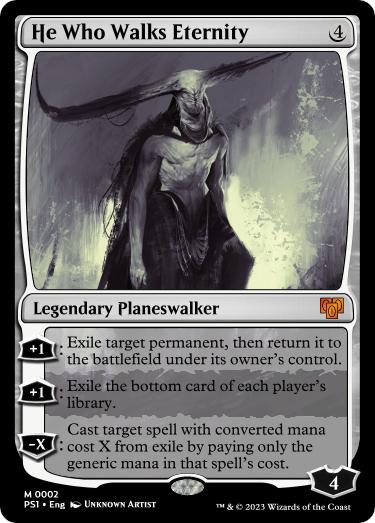 He Who Walks Eternity 4
Legendary Planeswalker
+1 : Exile target permanent, then return it to
the battlefield under its owner's control.
+1 : Exile the bottom card of each player's
library.
-X : Cast target spell with converted mana
cost X from exile by paying only the
generic mana in that spell's cost.
4
M 0002
PS1 • Eng Unknown Artist
™ & © 2023 Wizards of the Coast